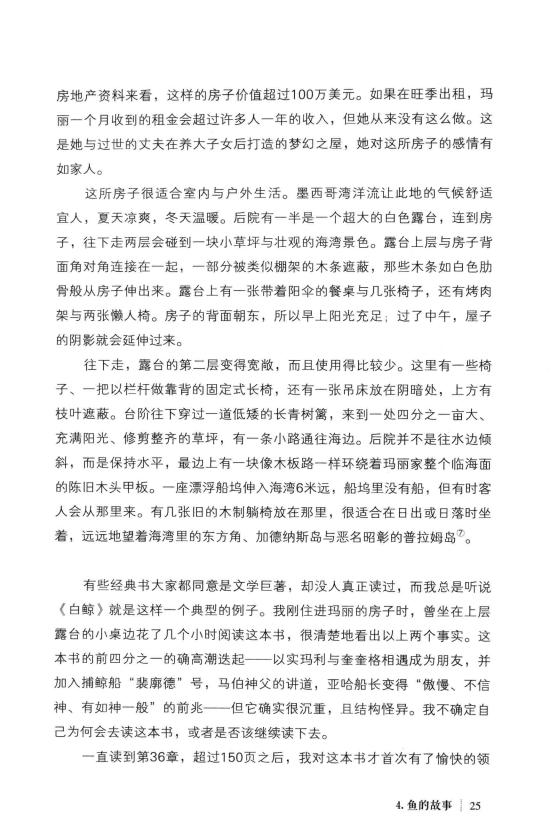 房地产资料来看，这样的房子价值超过100万美元。如果在旺季出租，玛
丽一个月收到的租金会超过许多人一年的收入，但她从来没有这么做。这
是她与过世的丈夫在养大子女后打造的梦幻之屋，她对这所房子的感情有
如家人。
这所房子很适合室内与户外生活。墨西哥湾洋流让此地的气候舒适
宜人，夏天凉爽，冬天温暖。后院有一半是一个超大的白色露台，连到房
子，往下走两层会碰到一块小草坪与壮观的海湾景色。露台上层与房子背
面角对角连接在一起，一部分被类似棚架的木条遮蔽，那些木条如白色肋
骨般从房子伸出来。露台上有一张带着阳伞的餐桌与几张椅子，还有烤肉
架与两张懒人椅。房子的背面朝东，所以早上阳光充足；过了中午，屋子
的阴影就会延伸过来。
往下走，露台的第二层变得宽敞，而且使用得比较少。这里有一些椅
子、一把以栏杆做靠背的固定式长椅，还有一张吊床放在阴暗处，上方有
枝叶遮蔽。台阶往下穿过一道低矮的长青树篱，来到一处四分之一亩大、
充满阳光、修剪整齐的草坪，有一条小路通往海边。后院并不是往水边倾
斜，而是保持水平，最边上有一块像木板路一样环绕着玛丽家整个临海面
的陈旧木头甲板。一座漂浮船坞伸入海湾6米远，船坞里没有船，但有时客
人会从那里来。有几张旧的木制躺椅放在那里，很适合在日出或日落时坐
着，远远地望着海湾里的东方角、加德纳斯岛与恶名昭彰的普拉姆岛⑦。
有些经典书大家都同意是文学巨著，却没人真正读过，而我总是听说
《白鲸》就是这样一个典型的例子。我刚住进玛丽的房子时，曾坐在上层
露台的小桌边花了几个小时阅读这本书，很清楚地看出以上两个事实。这
本书的前四分之一的确高潮迭起——以实玛利与奎奎格相遇成为朋友，并
加入捕鲸船“裴廓德”号，马伯神父的讲道，亚哈船长变得“傲慢、不信
神、有如神一般”的前兆——但它确实很沉重，且结构怪异。我不确定自
己为何会去读这本书，或者是否该继续读下去。
一直读到第36章，超过150页之后，我对这本书才首次有了愉快的领
4. 鱼的故事 | 25